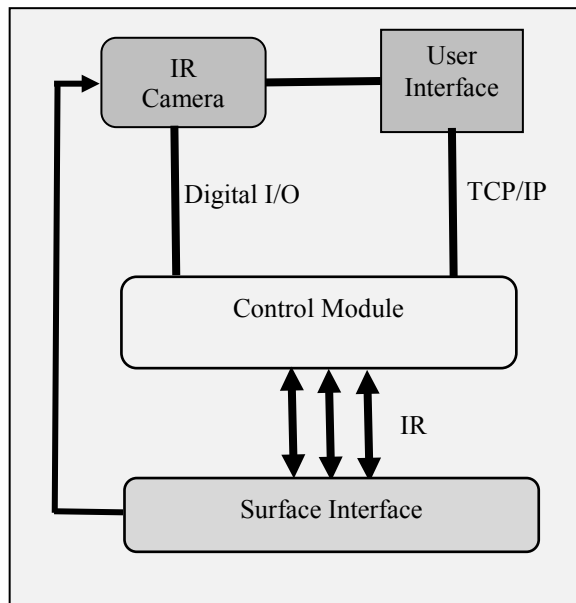 IR
Camera
User
Interface
Digital I/O
TCP/IP
Control Module
IR
Surface Interface